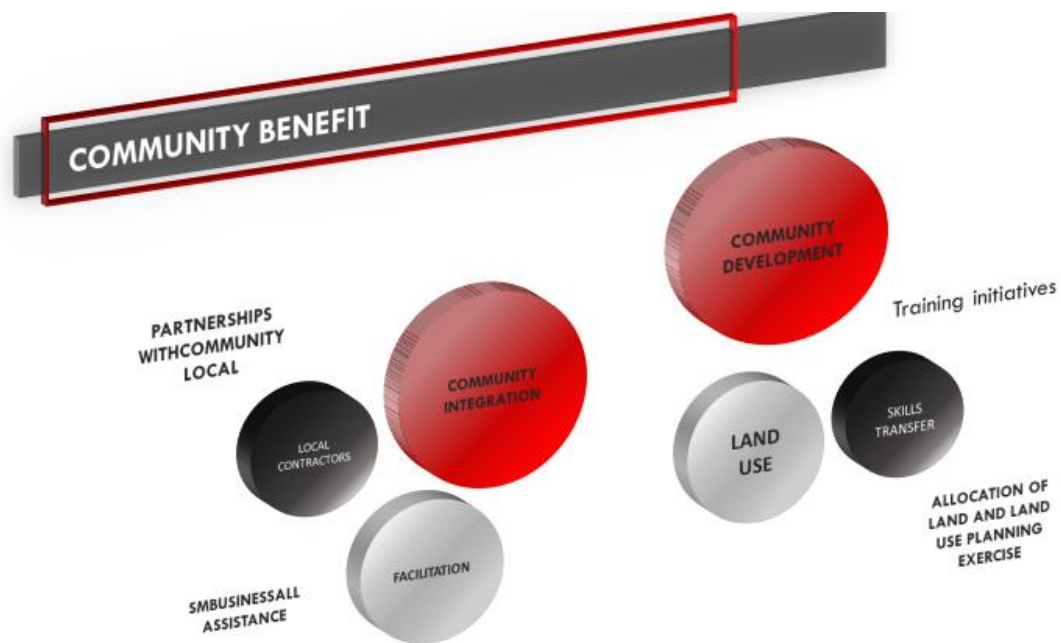 COMMUNITY BENEFIT
COMMUNITY
DEVELOPMENT
Training initiatives
PARTNERSHIPS
WITHCOMMUNITY
LOCAL
COMMUNITY
INTEGRATION
LOCAL
CONTRACTORS
LAND
USE
SKILLS
TRANSFER
ALLOCATION OF
LAND AND LAND
USE PLANNING
EXERCISE
FACILITATION
SMBUSINESSALL
ASSISTANCE